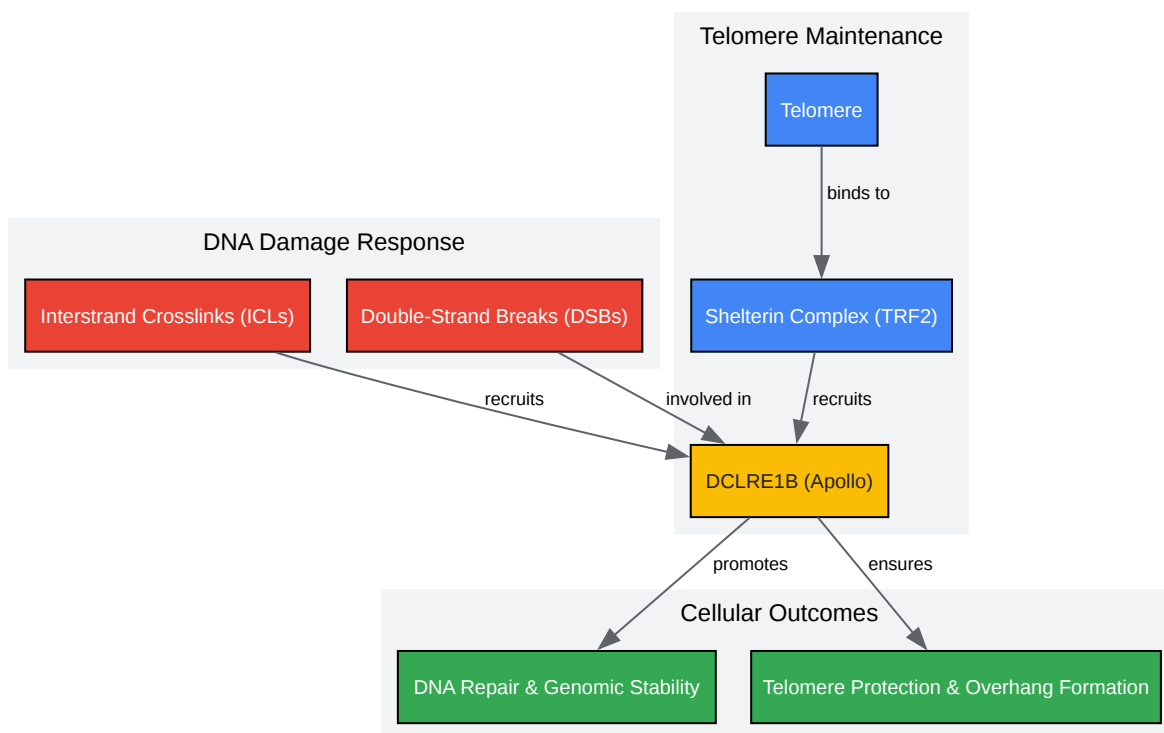 Telomere Maintenance
Telomere
binds to
DNA Damage Response
Interstrand Crosslinks (ICLs)
Double-Strand Breaks (DSBs)
Shelterin Complex (TRF2)
recruits
involved in
recruits
DCLRE1B (Apollo)
promotes
ensures
Cellular Outcomes
DNA Repair & Genomic Stability
Telomere Protection & Overhang Formation